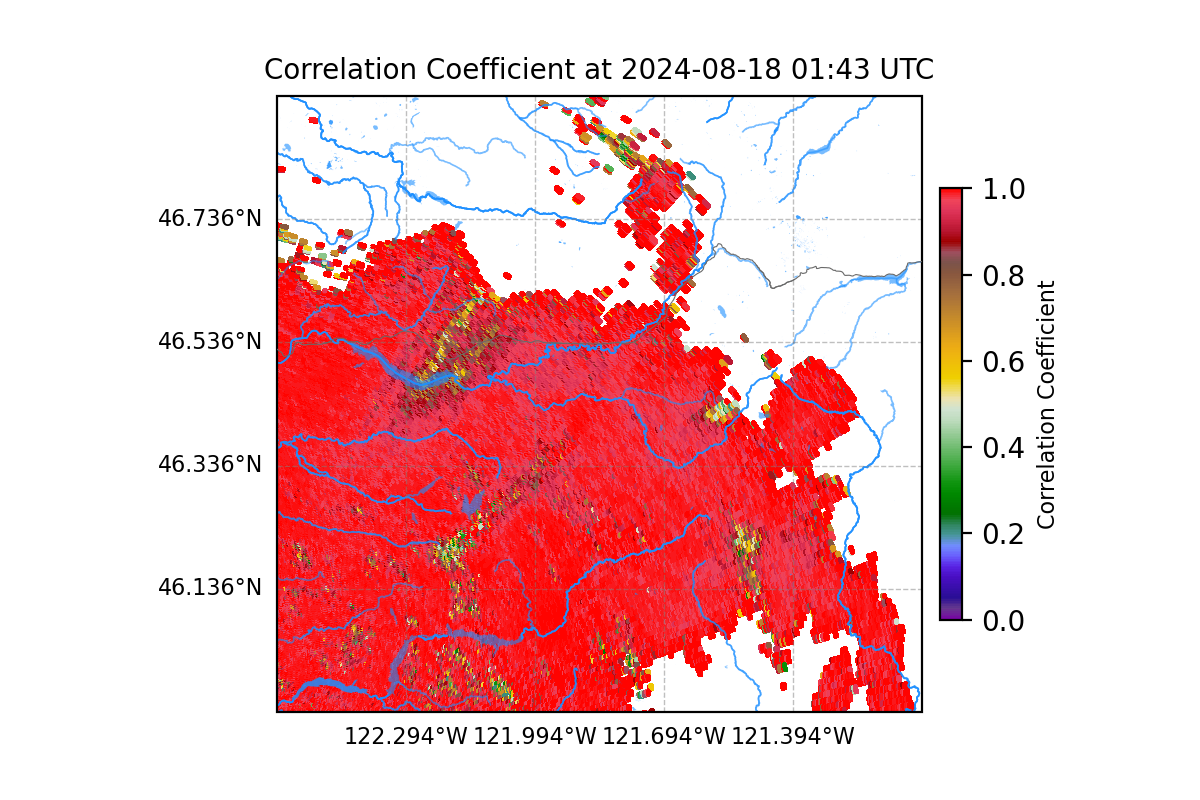 Correlation Coefficient at 2024-08-18 01:43 UTC
46.736°N
46.536°N
46.336°N
46.136°N
122.294°W 121.994°W 121.694°W 121.394°W
1.0
0.8
0.6
0.4
0.2
0.0
Correlation Coefficient